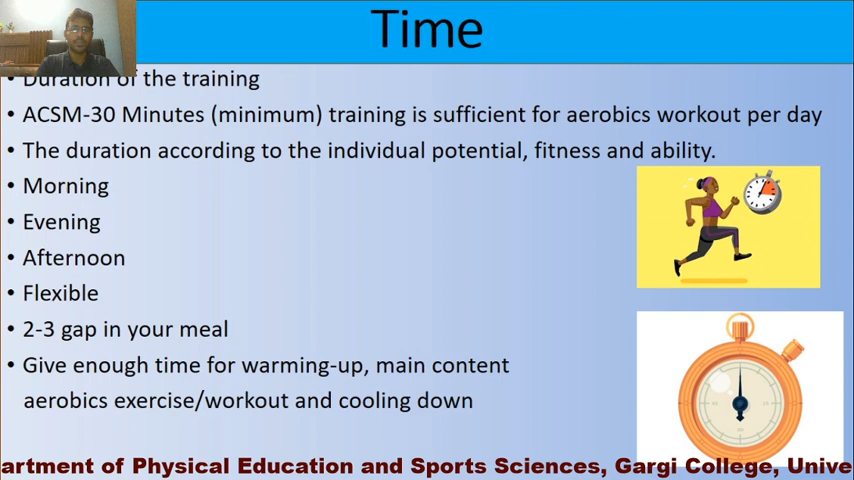 Time
• Duration of the training
• ACSM-30 Minutes (minimum) training is sufficient for aerobics workout per day
• The duration according to the individual potential, fitness and ability.
• Morning
• Evening
• Afternoon
• Flexible
• 2-3 gap in your meal
• Give enough time for warming-up, main content
aerobics exercise/workout and cooling down
artment of Physical Education and Sports Sciences, Gargi College, Unive